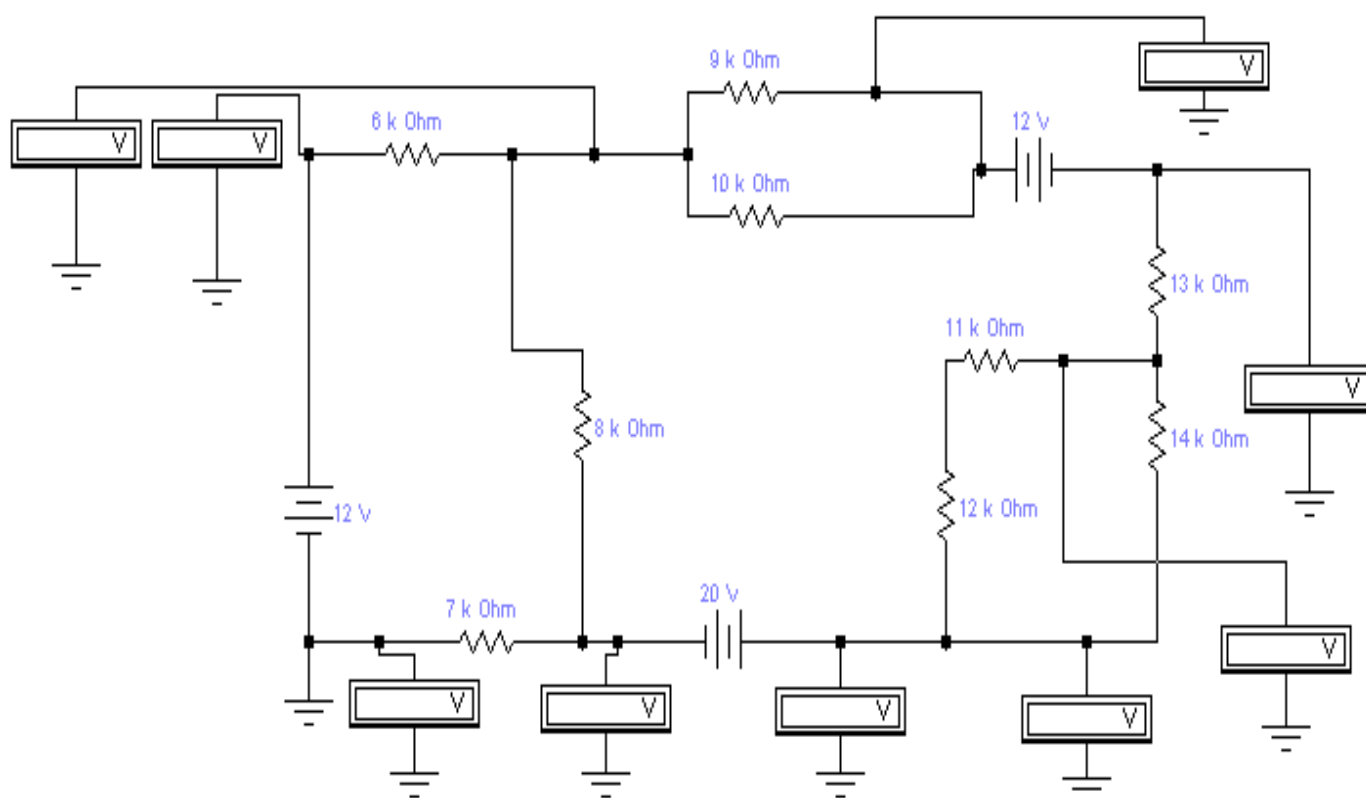 V
9 k Ohm
V
V
6 k Ohm
12 V
10 k Ohm
13 k Ohm
11 k Ohm
V
8 k Ohm
14 k Ohm
12 V
12 k Ohm
20 V
7 k Ohm
V
V
V
V
V